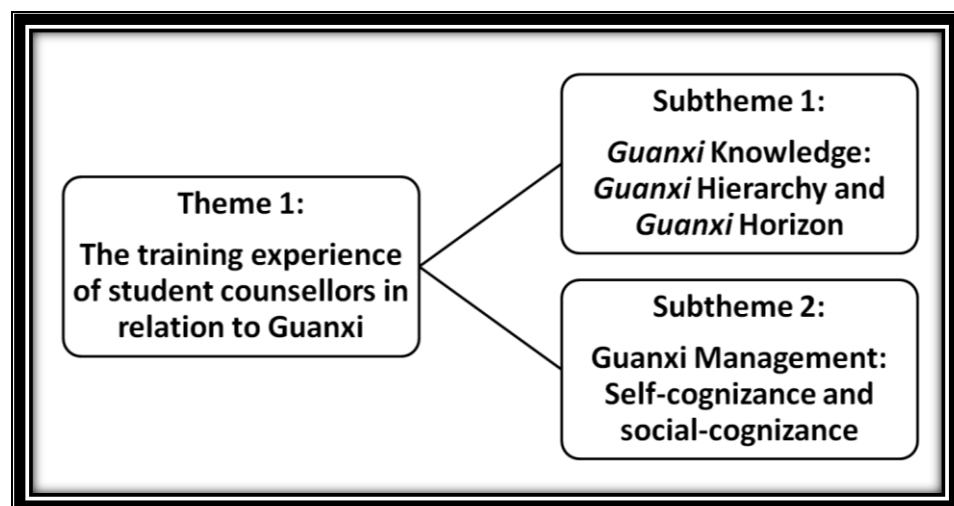 Theme 1:
The training experience
of student counsellors in
relation to Guanxi
Subtheme 1:
Guanxi Knowledge:
Guanxi Hierarchy and
Guanxi Horizon
Subtheme 2:
Guanxi Management:
Self-cognizance and
social-cognizance